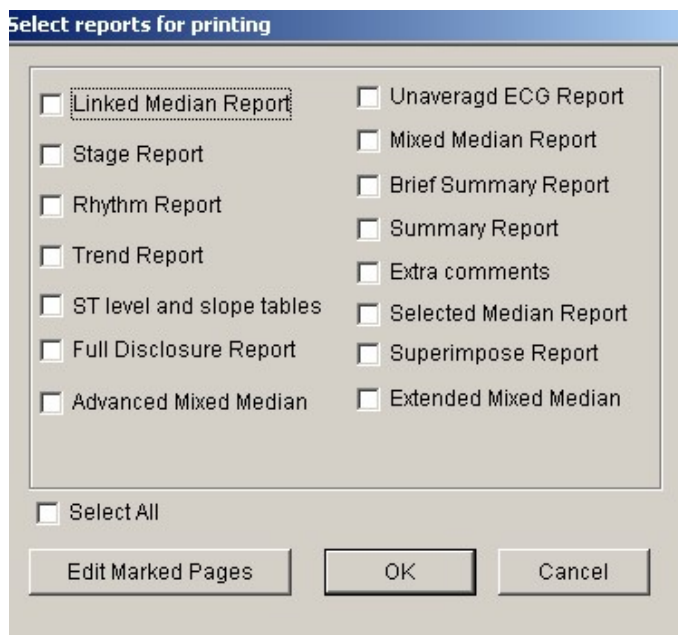 Select reports for printing
Linked Median Report
Stage Report
Rhythm Report
Trend Report
ST level and slope tables
Full Disclosure Report
Advanced Mixed Median
Unaveragd ECG Report
Mixed Median Report
Brief Summary Report
Summary Report
Extra comments
Selected Median Report
Superimpose Report
Extended Mixed Median
Select All
Edit Marked Pages
OK
Cancel